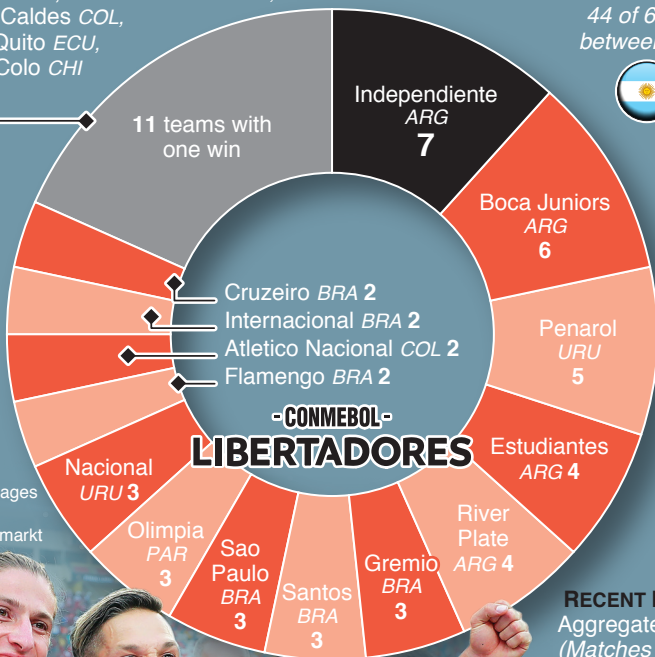 Caldes COL,
Quito ECU,
Colo CHI
44 of 6
between
11 teams with
one win
Independiente
ARG
7
Boca Juniors
ARG
6
Penarol
URU
5
Estudiantes
ARG 4
River
Plate
ARG 4
Gremio
BRA
3
Santos
BRA
3
Sao
Paulo
BRA
3
Olimpia
PAR
3
Nacional
URU 3
Cruzeiro BRA 2
Internacional BRA 2
Atletico Nacional COL 2
Flamengo BRA 2
- CONMEBOL -
LIBERTADORES
ages
markt
RECENT
Aggregate
(Matches